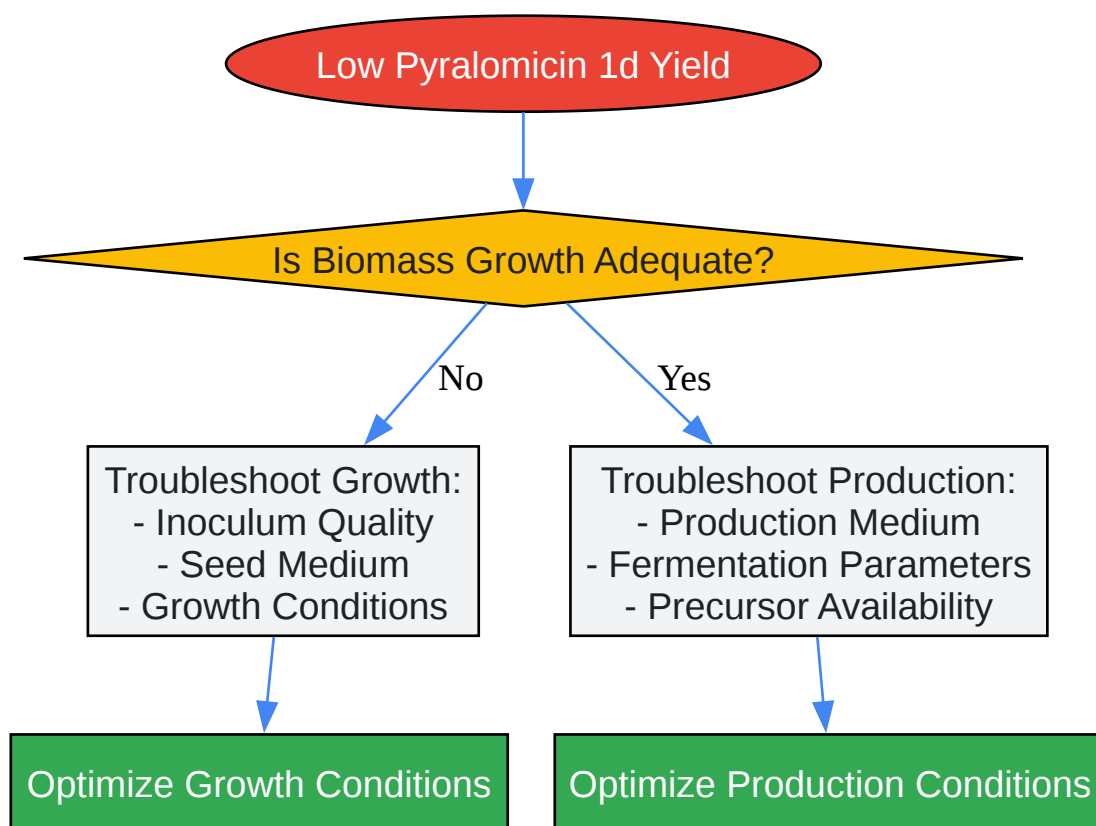 Low Pyralomicin 1d Yield
Is Biomass Growth Adequate?
No
Yes
Troubleshoot Growth:
- Inoculum Quality
- Seed Medium
- Growth Conditions
Troubleshoot Production:
- Production Medium
- Fermentation Parameters
- Precursor Availability
Optimize Growth Conditions
Optimize Production Conditions